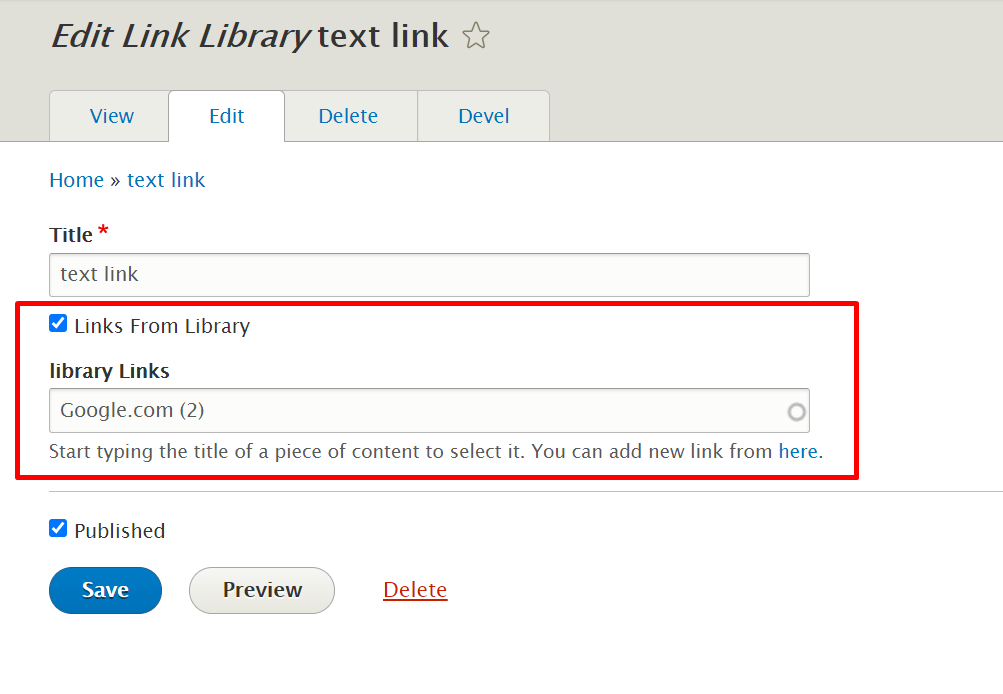 Edit Link Library text link
View Edit Delete Devel
Home » text link
Title *
text link
Links From Library
library Links
Google.com (2)
Start typing the title of a piece of content to select it. You can add new link from here.
Published
Save Preview Delete